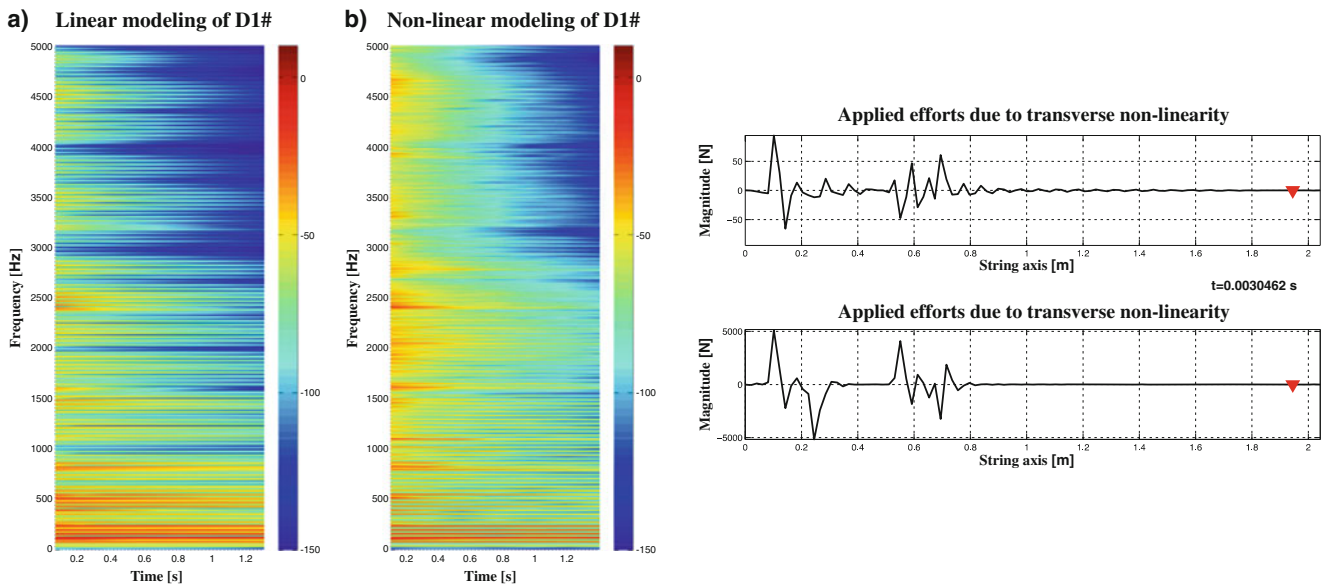 a) Linear modeling of D1#
5000
4500
4000
3500
3000
2500
2000
1500
1000
500
0
Frequency [Hz]
0.2 0.4 0.6 0.8 1 1.2
Time [s]
0
-50
-100
-150
b) Non-linear modeling of D1#
5000
4500
4000
3500
3000
2500
2000
1500
1000
500
0
Frequency [Hz]
0.2 0.4 0.6 0.8 1 1.2
Time [s]
0
-50
-100
-150
Applied efforts due to transverse non-linearity
Magnitude [N]
50
0
-50
0 0.2 0.4 0.6 0.8 1 1.2 1.4 1.6 1.8 2
String axis [m]
t=0.0030462 s
Applied efforts due to transverse non-linearity
Magnitude [N]
5000
0
-5000
0 0.2 0.4 0.6 0.8 1 1.2 1.4 1.6 1.8 2
String axis [m]